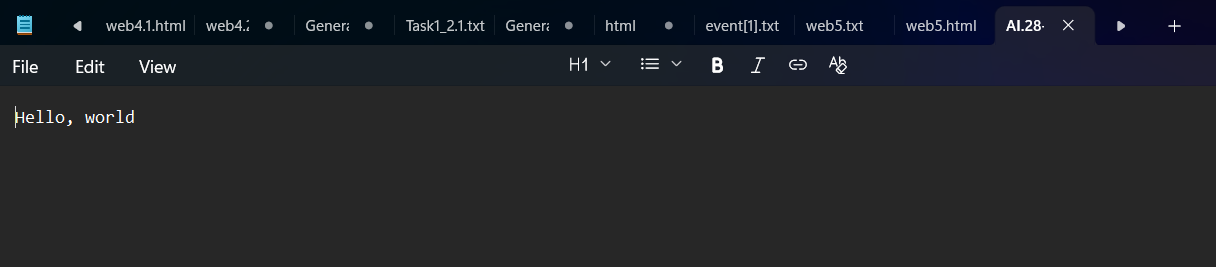 web4.1.html web4.2 Genera Task1_2.1.txt Genera html event[1].txt web5.txt web5.html AI.28-
File Edit View H1 B I
Hello, world